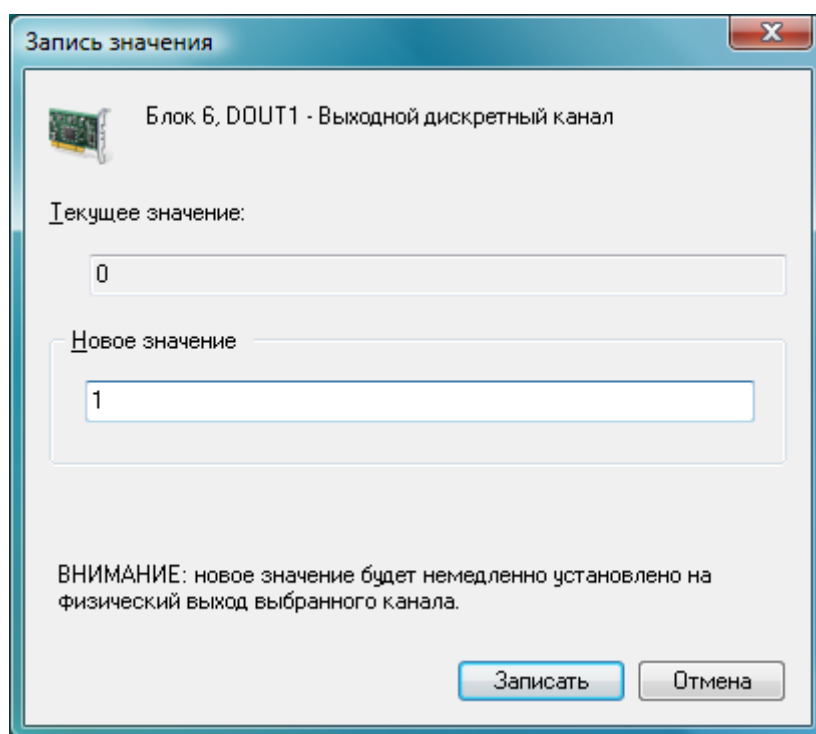 Запись значения
Блок 6, DOUT1 - Выходной дискретный канал
Текущее значение:
0
Новое значение
1
ВНИМАНИЕ: новое значение будет немедленно установлено на
физический выход выбранного канала.
Записать
Отмена